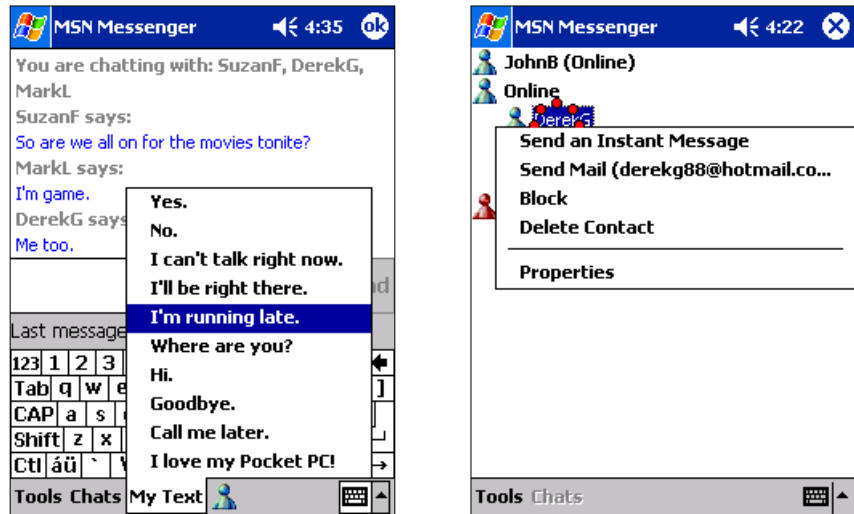 MSN Messenger 4:35 ok
You are chatting with: SuzanF, DerekG,
MarkL
SuzanF says:
So are we all on for the movies tonite?
MarkL says:
I'm game.
DerekG says
Me too.
Yes.
No.
I can't talk right now.
I'll be right there.
I'm running late.
Where are you?
Hi.
Goodbye.
Call me later.
I love my Pocket PC!
Last message
123 1 2 3
Tab q w e ]
CAP a s
Shift z x
Ctl áü `
Tools Chats My Text
MSN Messenger 4:22
JohnB (Online)
Online
DerekG
Send an Instant Message
Send Mail (derekg88@hotmail.co...
Block
Delete Contact
Properties
Tools Chats